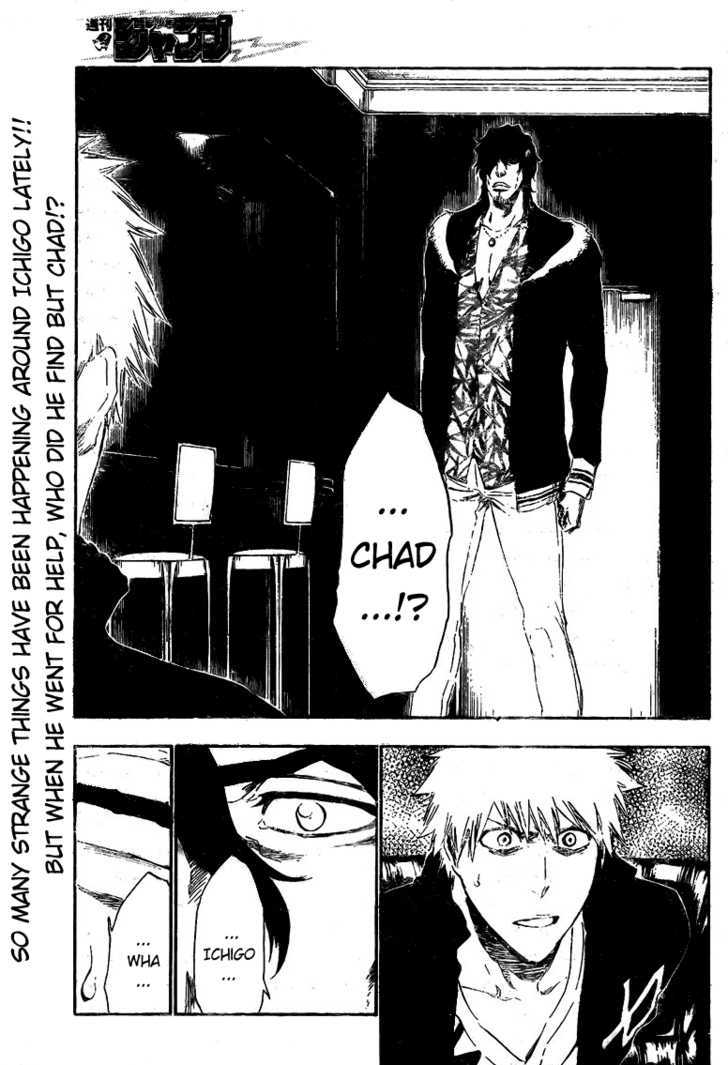 週刊
少年
ジャンプ
SO MANY STRANGE THINGS HAVE BEEN HAPPENING AROUND ICHIGO LATELY!!
BUT WHEN HE WENT FOR HELP, WHO DID HE FIND BUT CHAD!?
...
CHAD
...!?
...
ICHIGO
...
...
WHA
...